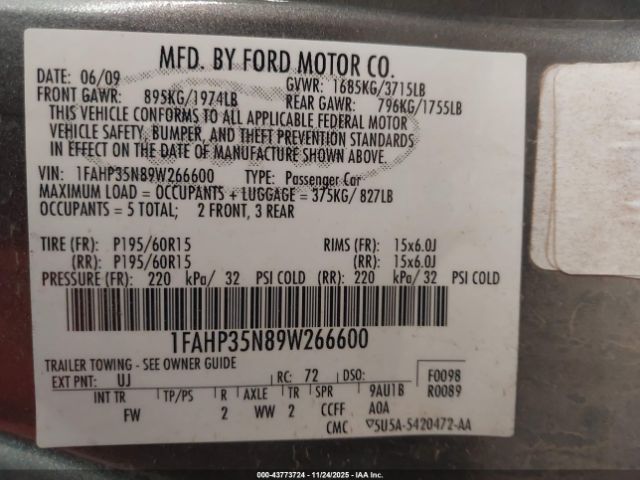 MFD. BY FORD MOTOR CO.
DATE: 06/09 GVWR: 1685KG/3715LB
FRONT GAWR: 895KG/1974LB REAR GAWR: 796KG/1755LB
THIS VEHICLE CONFORMS TO ALL APPLICABLE FEDERAL MOTOR
VEHICLE SAFETY, BUMPER, AND THEFT PREVENTION STANDARDS
IN EFFECT ON THE DATE OF MANUFACTURE SHOWN ABOVE.
VIN: 1FAHP35N89W266600 TYPE: Passenger Car
MAXIMUM LOAD = OCCUPANTS + LUGGAGE = 375KG/ 827LB
OCCUPANTS = 5 TOTAL; 2 FRONT, 3 REAR
TIRE (FR): P195/60R15 RIMS (FR): 15x6.0J
(RR): P195/60R15 (RR): 15x6.0J
PRESSURE (FR): 220 kPa/ 32 PSI COLD (RR): 220 kPa/ 32 PSI COLD
1FAHP35N89W266600
TRAILER TOWING - SEE OWNER GUIDE
EXT PNT: UJ RC: 72 DSO: F0098
INT TR TP/PS R AXLE TR SPR 9AU1B R0089
FW 2 WW 2 CCFF A0A
CMC ▽5U5A-5420472-AA
00-43773724 - 11/24/2025 - IAA Inc.